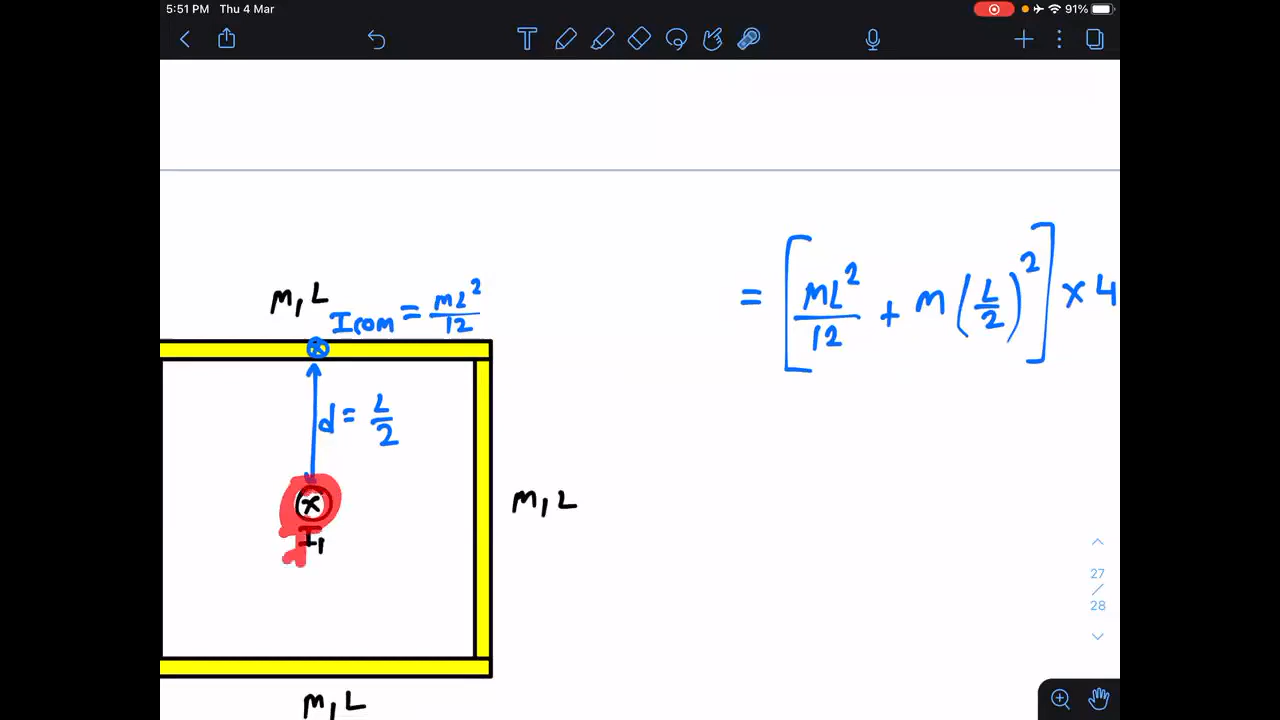 5:51 PM Thu 4 Mar
91%
T
M, L
Icom = mL²/12
= [ML²/12 + m(L/2)²] × 4
d = L/2
x
I₁
M, L
27
/
28
M, L